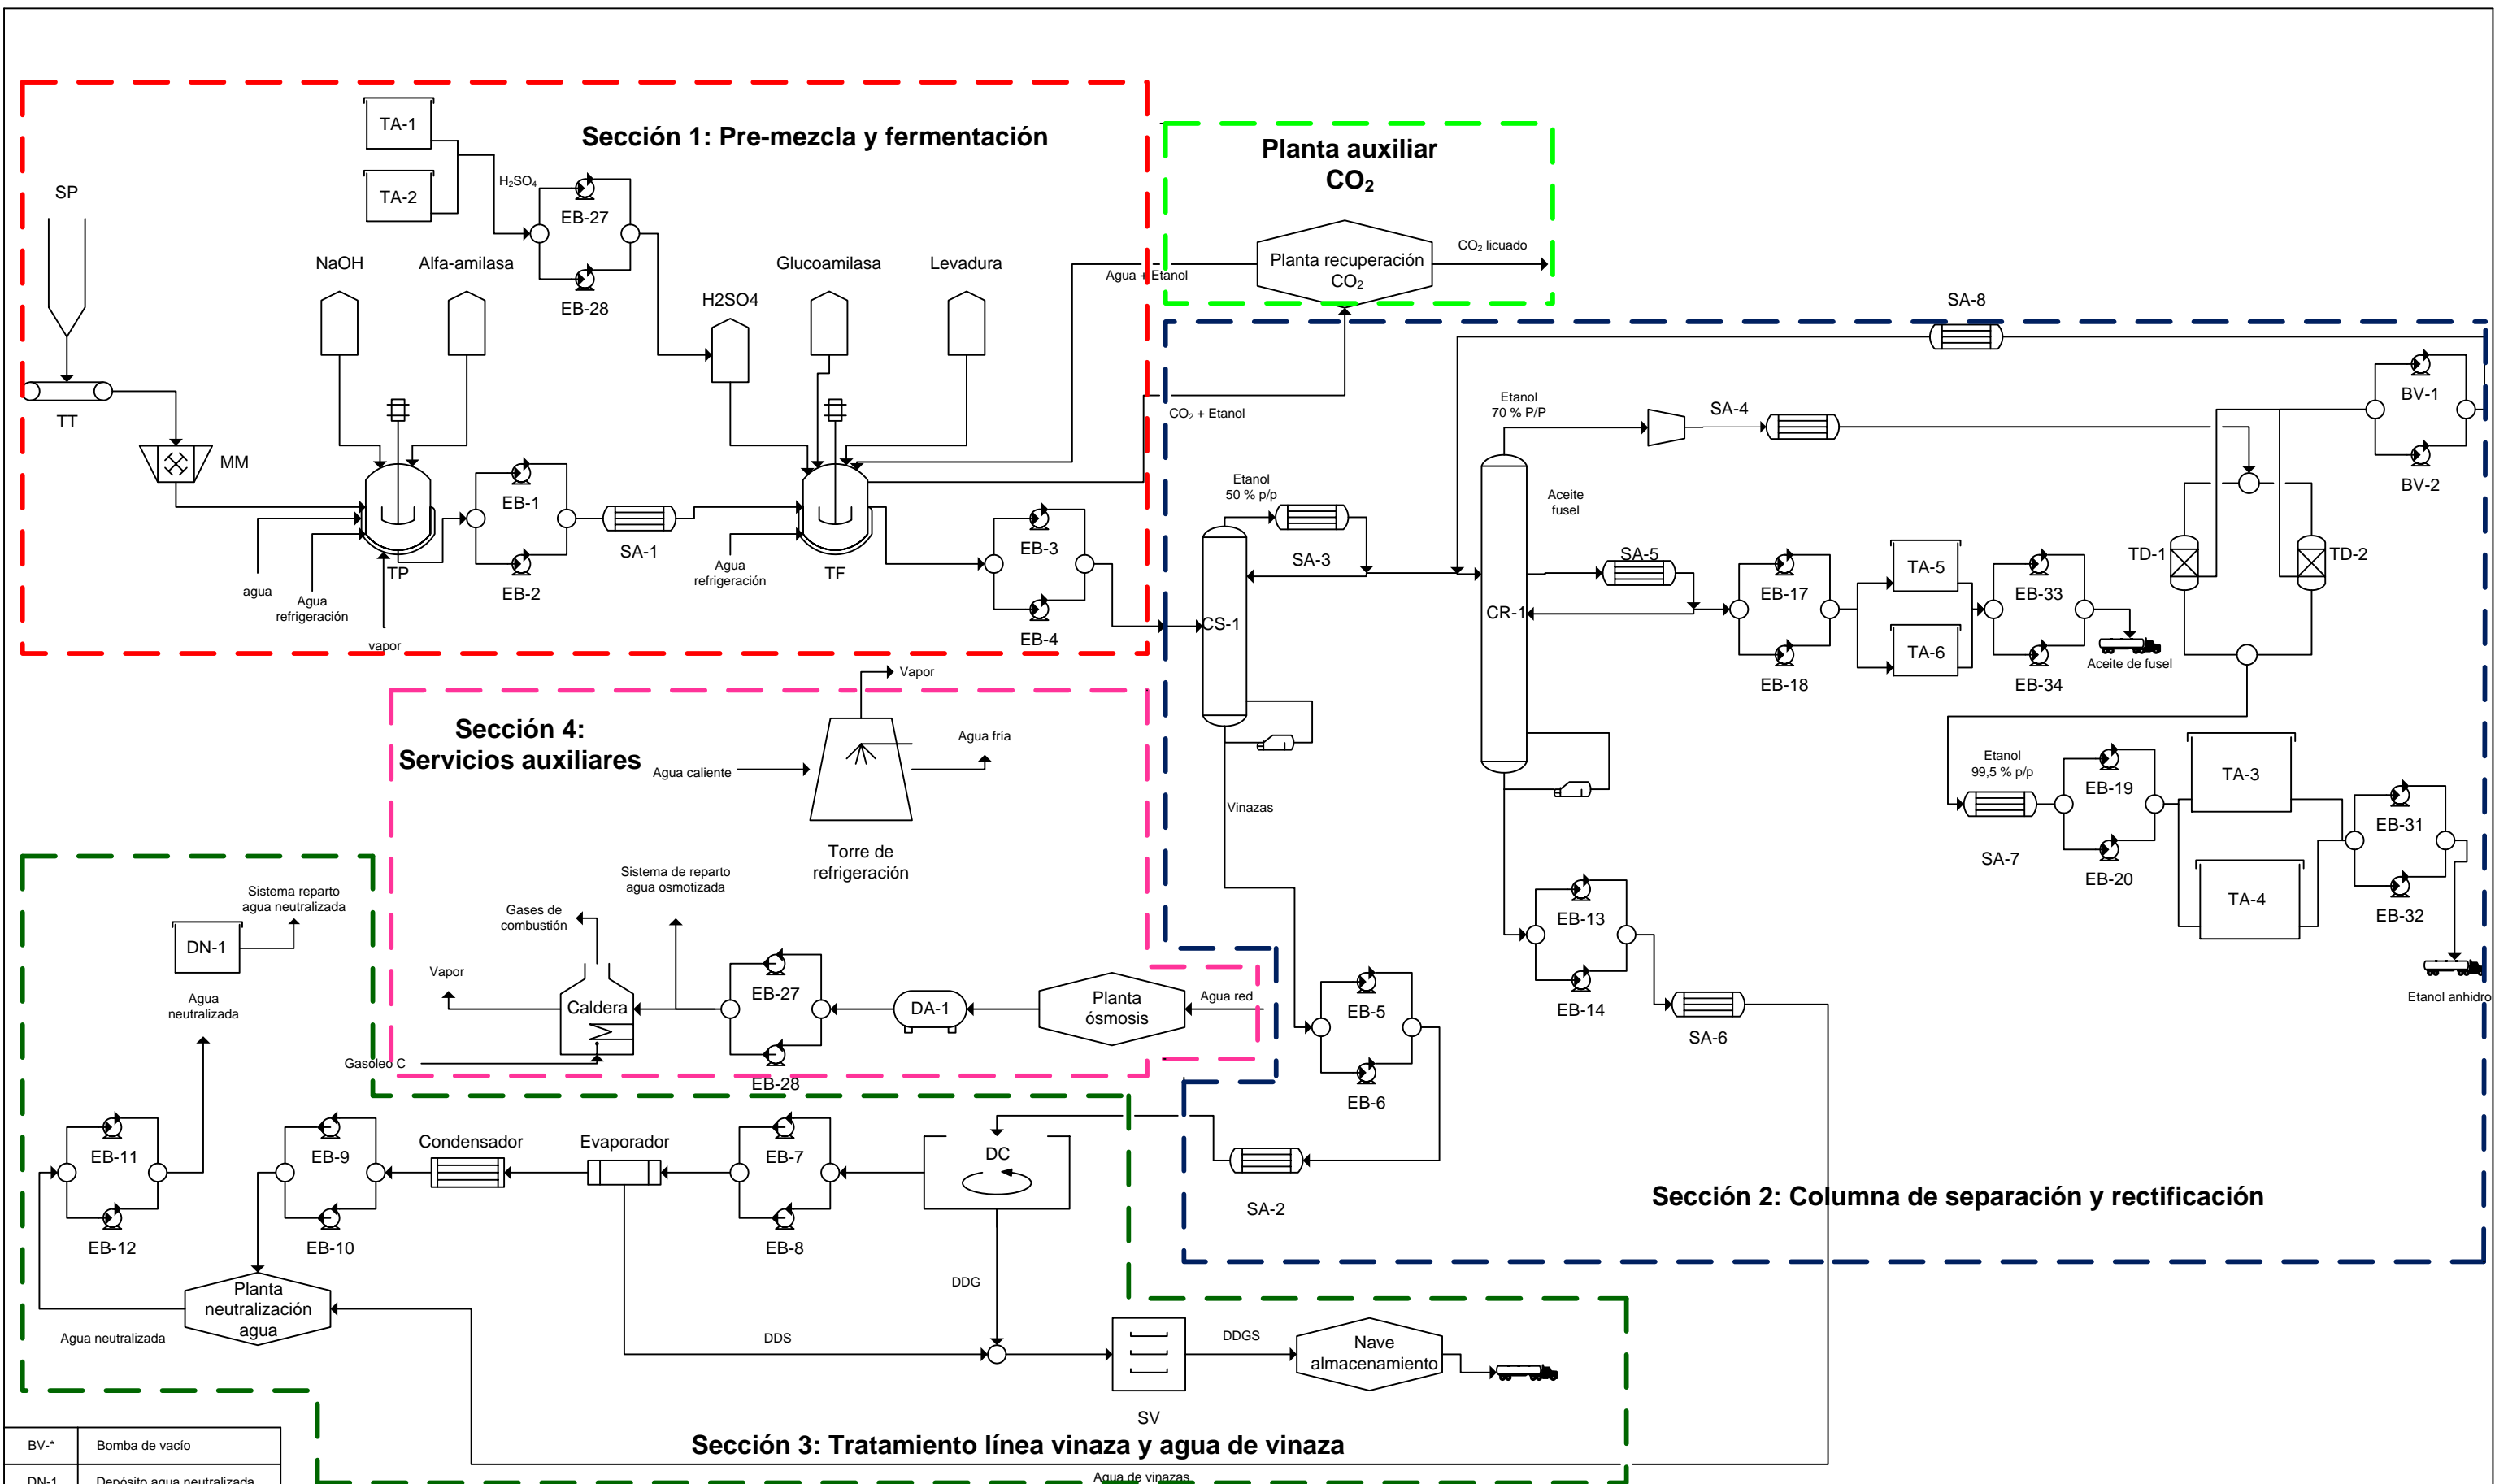 Sección 1: Pre-mezcla y fermentación
TA-1
TA-2
H₂SO₄
EB-27
EB-28
SP
NaOH
Alfa-amilasa
H2SO4
Glucoamilasa
Levadura
TT
MM
TP
EB-1
EB-2
SA-1
TF
EB-3
EB-4
agua
Agua
refrigeración
vapor
Agua
refrigeración
Planta auxiliar
CO₂
Planta recuperación
CO₂
CO₂ licuado
Agua + Etanol
CO₂ + Etanol
SA-8
BV-1
BV-2
Etanol
70 % P/P
SA-4
Etanol
50 % p/p
SA-3
Aceite
fusel
SA-5
CS-1
CR-1
EB-17
EB-18
TA-5
TA-6
EB-33
EB-34
Aceite de fusel
TD-1
TD-2
Etanol
99,5 % p/p
SA-7
EB-19
EB-20
TA-3
TA-4
EB-31
EB-32
Etanol anhidro
Vinazas
EB-13
EB-14
SA-6
EB-5
EB-6
SA-2
Sección 2: Columna de separación y rectificación
Sección 4:
Servicios auxiliares
Vapor
Agua caliente
Agua fría
Torre de
refrigeración
Sistema de reparto
agua osmotizada
Gases de
combustión
Vapor
Caldera
Gasoleo C
EB-27
EB-28
DA-1
Planta
ósmosis
Agua red
Sistema reparto
agua neutralizada
DN-1
Agua
neutralizada
EB-11
EB-12
EB-9
EB-10
Condensador
Evaporador
EB-7
EB-8
DC
Planta
neutralización
agua
Agua neutralizada
DDG
DDS
SV
DDGS
Nave
almacenamiento
Sección 3: Tratamiento línea vinaza y agua de vinaza
Agua de vinazas
BV-* Bomba de vacío
DN-1 Depósito agua neutralizada